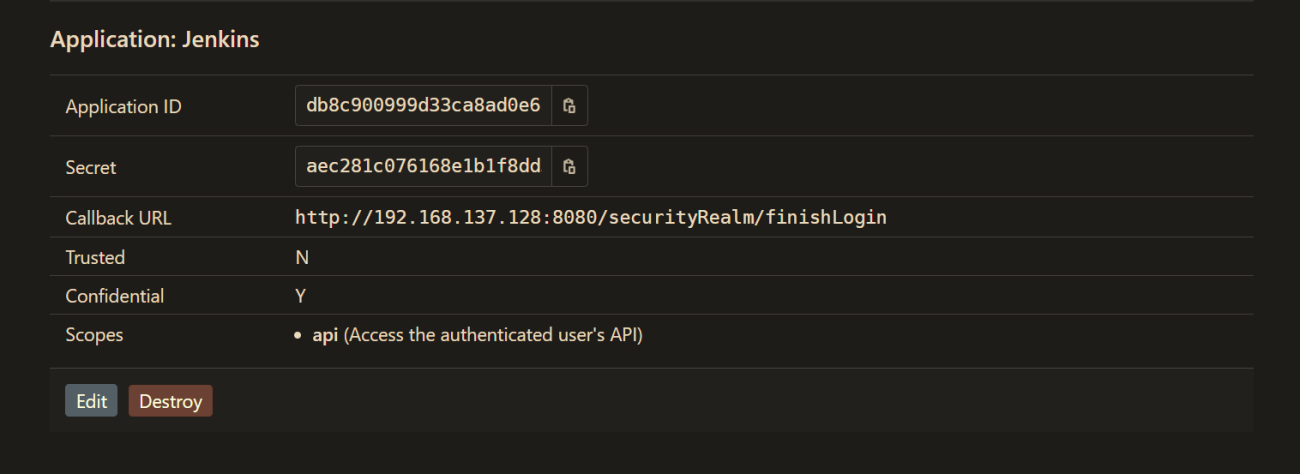 Application: Jenkins
Application ID db8c900999d33ca8ad0e6
Secret aec281c076168e1b1f8dd
Callback URL http://192.168.137.128:8080/securityRealm/finishLogin
Trusted N
Confidential Y
Scopes • api (Access the authenticated user's API)
Edit Destroy